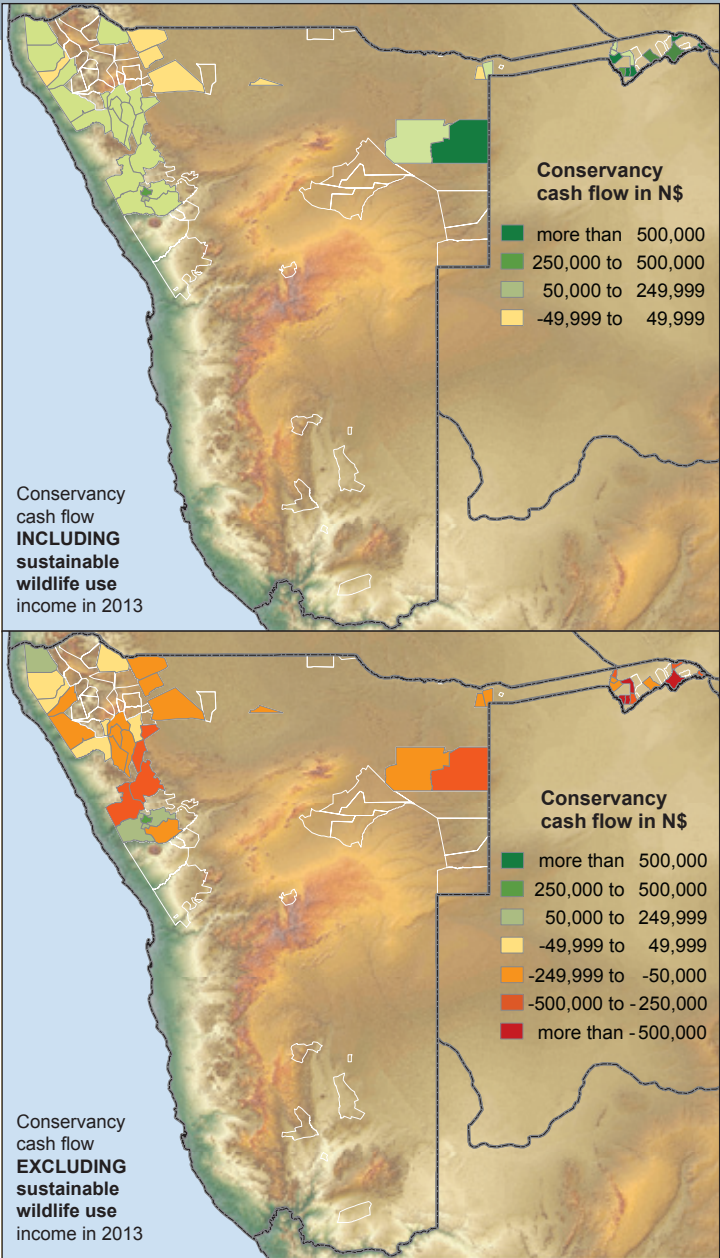 Conservancy
cash flow in N$
more than 500,000
250,000 to 500,000
50,000 to 249,999
-49,999 to 49,999
Conservancy
cash flow
INCLUDING
sustainable
wildlife use
income in 2013
Conservancy
cash flow in N$
more than 500,000
250,000 to 500,000
50,000 to 249,999
-49,999 to 49,999
-249,999 to -50,000
-500,000 to -250,000
more than -500,000
Conservancy
cash flow
EXCLUDING
sustainable
wildlife use
income in 2013